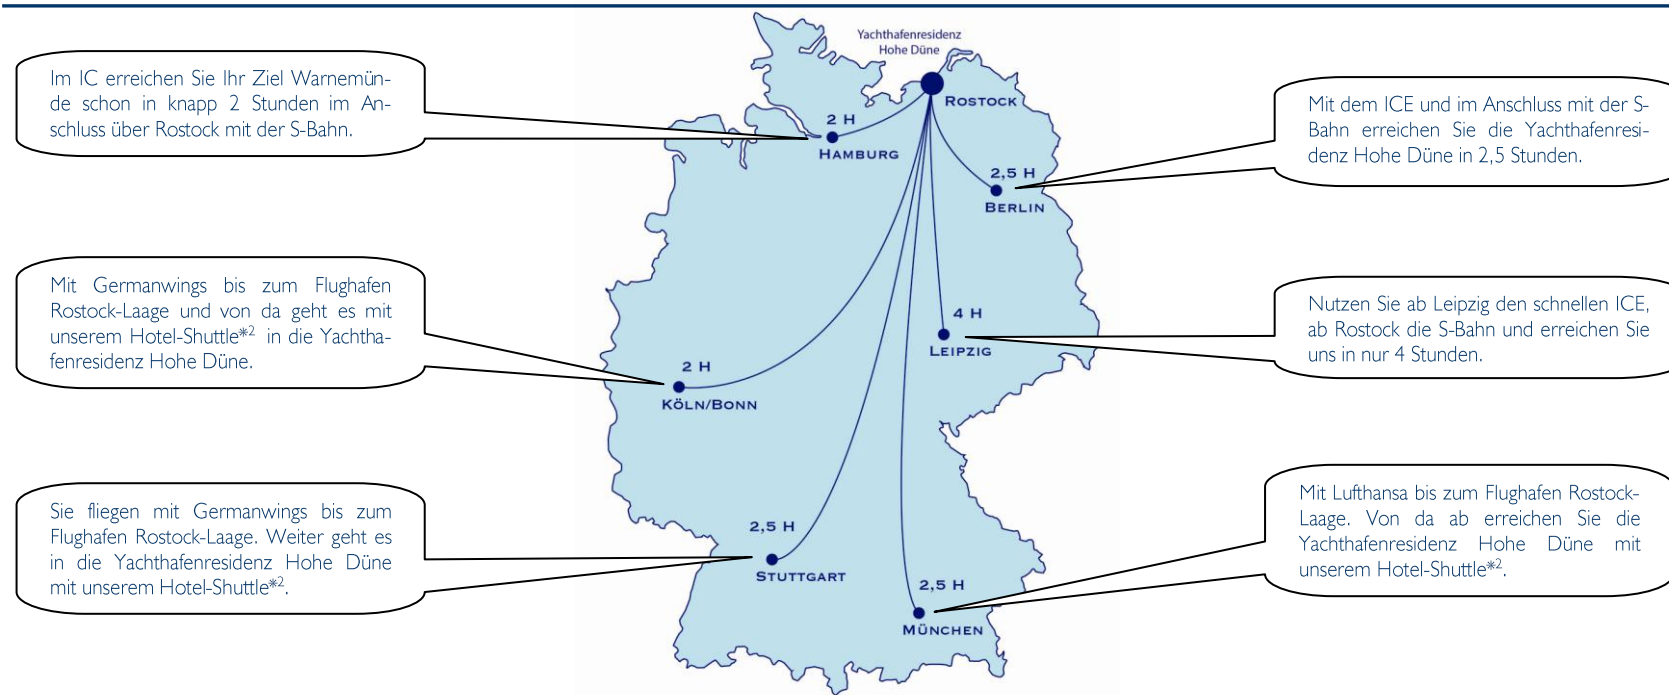 Yachthafenresidenz
Hohe Düne
ROSTOCK
Im IC erreichen Sie Ihr Ziel Warnemün-
de schon in knapp 2 Stunden im An-
schluss über Rostock mit der S-Bahn.
2 H
HAMBURG
Mit dem ICE und im Anschluss mit der S-
Bahn erreichen Sie die Yachthafenresi-
denz Hohe Düne in 2,5 Stunden.
2,5 H
BERLIN
Mit Germanwings bis zum Flughafen
Rostock-Laage und von da geht es mit
unserem Hotel-Shuttle*2 in die Yachtha-
fenresidenz Hohe Düne.
2 H
KÖLN/BONN
Nutzen Sie ab Leipzig den schnellen ICE,
ab Rostock die S-Bahn und erreichen Sie
uns in nur 4 Stunden.
4 H
LEIPZIG
Sie fliegen mit Germanwings bis zum
Flughafen Rostock-Laage. Weiter geht es
in die Yachthafenresidenz Hohe Düne
mit unserem Hotel-Shuttle*2.
2,5 H
STUTTGART
Mit Lufthansa bis zum Flughafen Rostock-
Laage. Von da ab erreichen Sie die
Yachthafenresidenz Hohe Düne mit
unserem Hotel-Shuttle*2.
2,5 H
MÜNCHEN